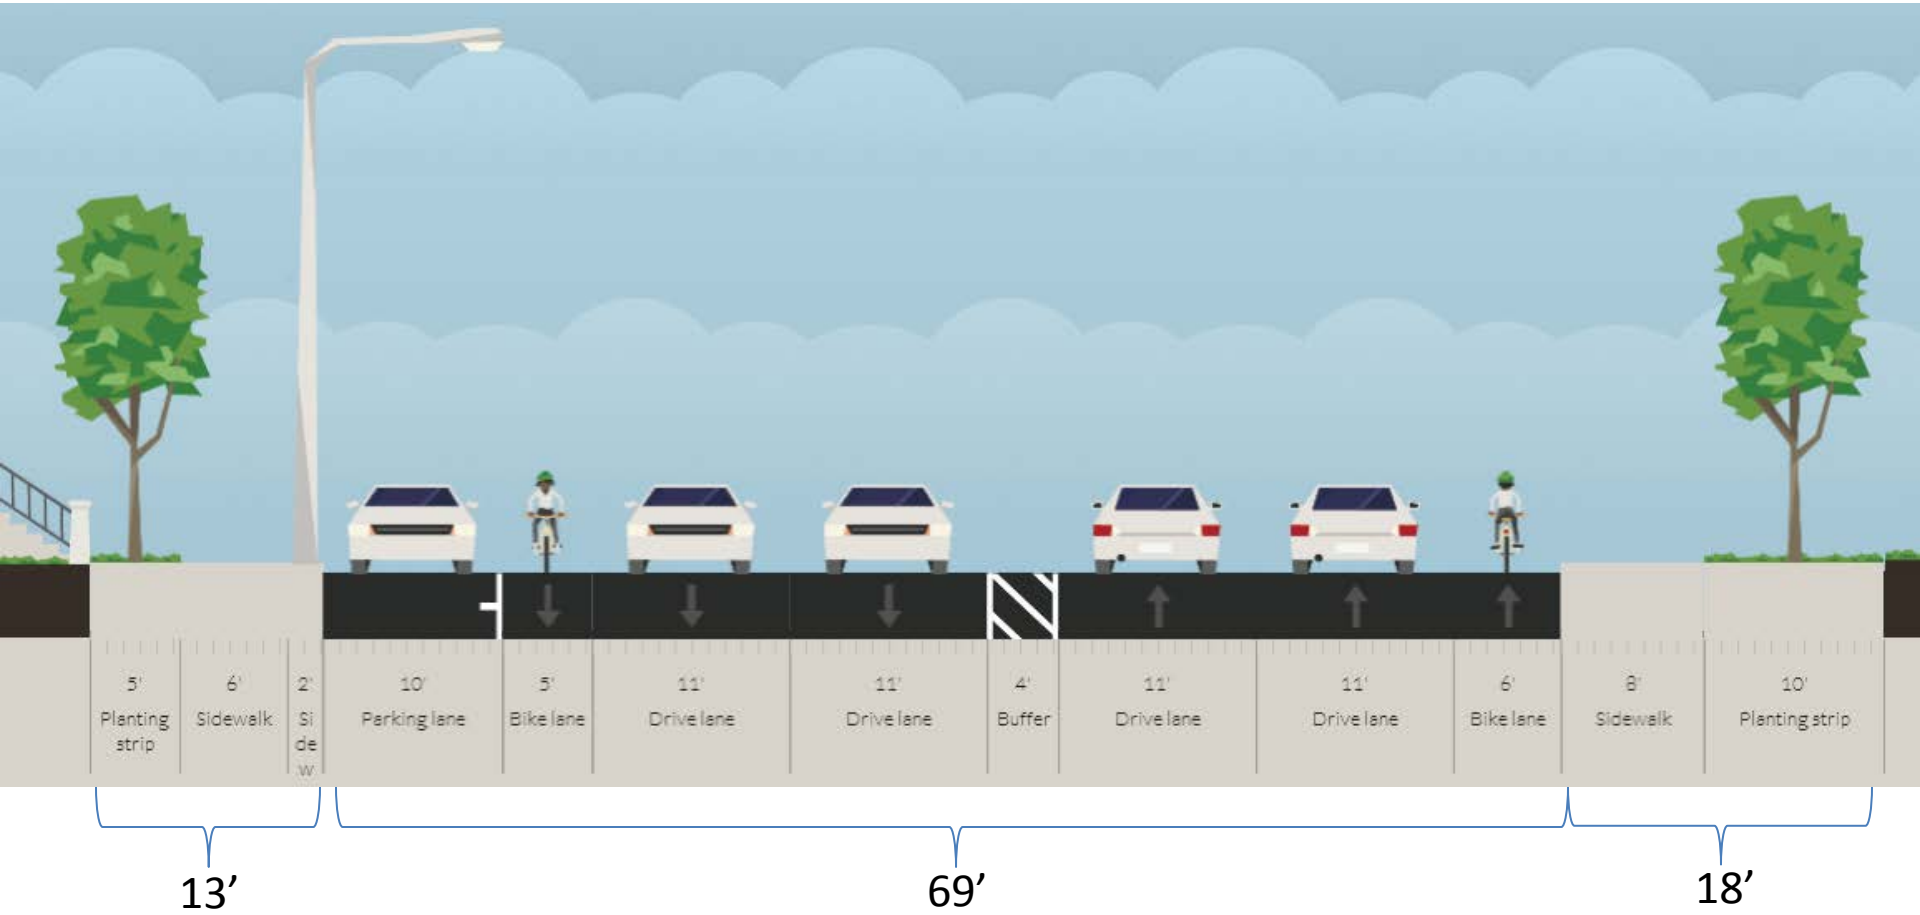 5' 6' 2' 10' 5' 11' 11' 4' 11' 11' 6' 8' 10'
Planting Sidewalk Si Parking lane Bike lane Drive lane Drive lane Buffer Drive lane Drive lane Bike lane Sidewalk Planting strip
strip de
w
13' 69' 18'